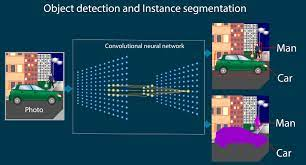 Object detection and Instance segmentation
Convolutional neural network
Man
Car
Photo
Man
Car